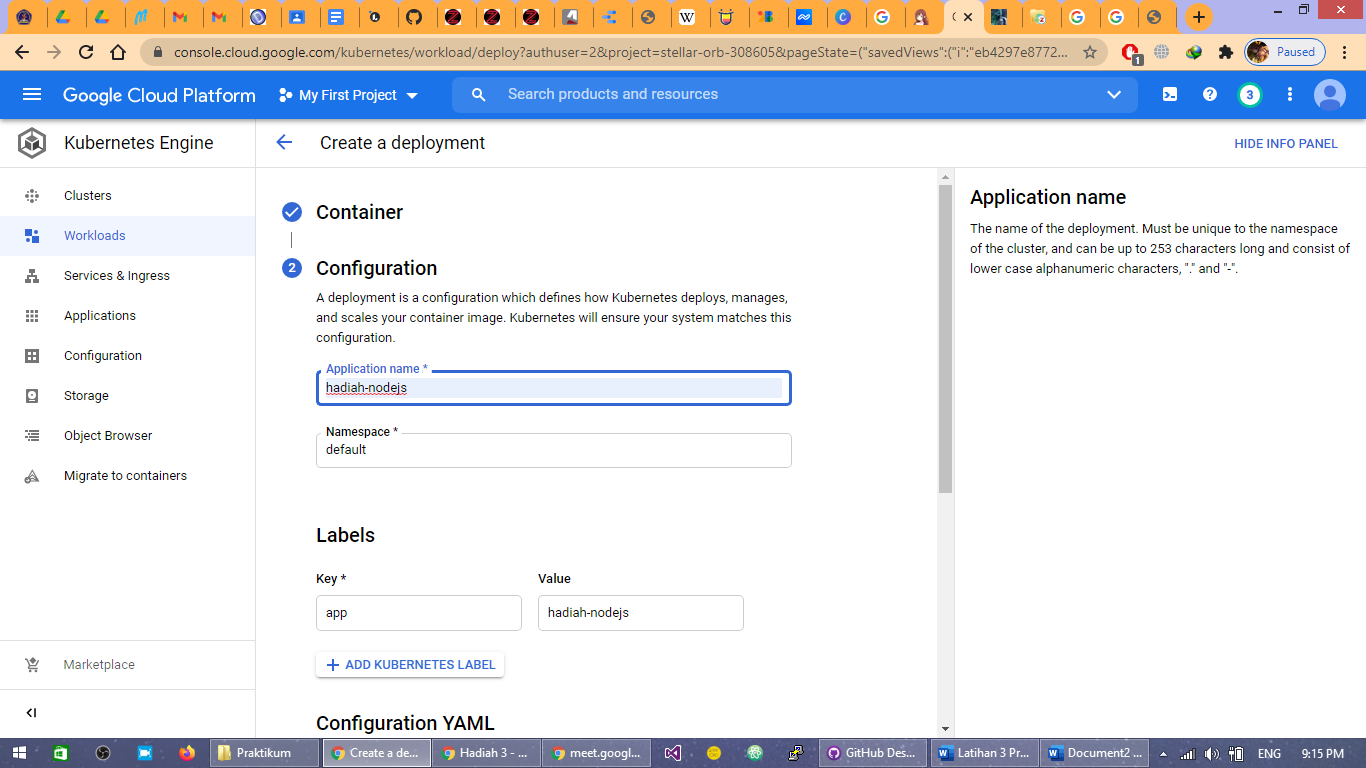 console.cloud.google.com/kubernetes/workload/deploy?authuser=2&project=stellar-orb-308605&pageState=("savedViews":("i":"eb4297e8772...
1
Paused
Google Cloud Platform
My First Project
Search products and resources
3
Kubernetes Engine
Create a deployment
HIDE INFO PANEL
Clusters
Workloads
Services & Ingress
Applications
Configuration
Storage
Object Browser
Migrate to containers
Marketplace
Container
2
Configuration
A deployment is a configuration which defines how Kubernetes deploys, manages,
and scales your container image. Kubernetes will ensure your system matches this
configuration.
Application name *
hadiah-nodejs
Namespace *
default
Labels
Key *
Value
app
hadiah-nodejs
ADD KUBERNETES LABEL
Configuration YAML
Application name
The name of the deployment. Must be unique to the namespace
of the cluster, and can be up to 253 characters long and consist of
lower case alphanumeric characters, "." and "-".
Praktikum
Create a de...
Hadiah 3 - ...
meet.googl...
GitHub Des...
Latihan 3 Pr...
Document2 ...
ENG
9:15 PM